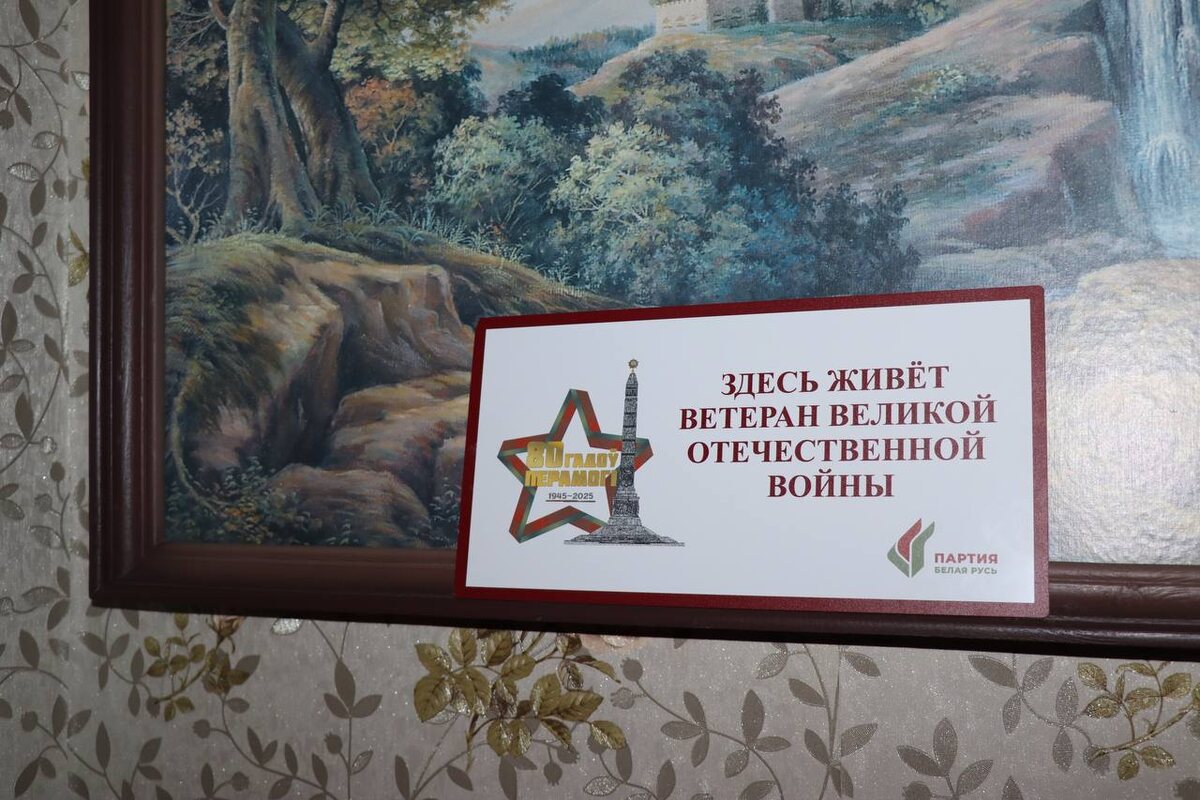 80 ГАДОЎ
ПЕРАМОГІ
1945–2025
ЗДЕСЬ ЖИВЁТ
ВЕТЕРАН ВЕЛИКОЙ
ОТЕЧЕСТВЕННОЙ
ВОЙНЫ
ПАРТИЯ
БЕЛАЯ РУСЬ